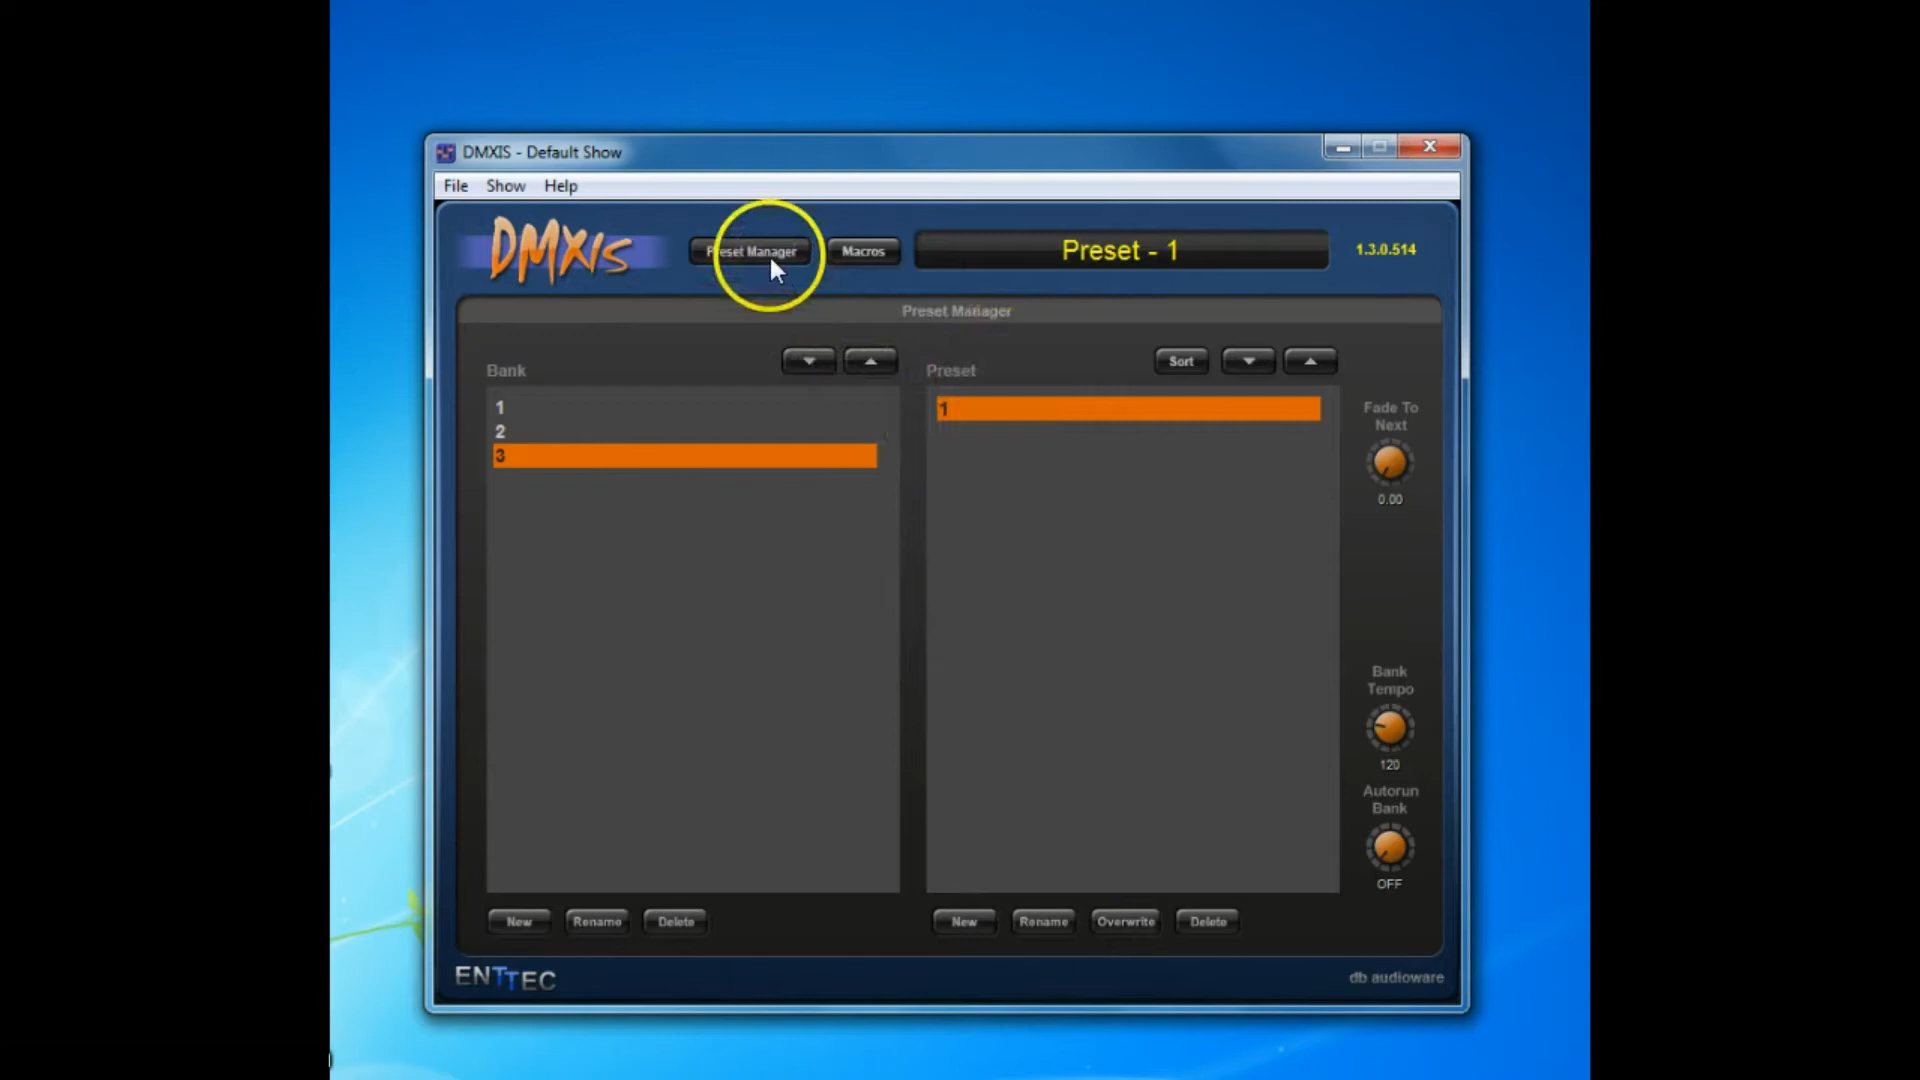 DMXIS - Default Show
File Show Help
DMXIS
Preset Manager
Macros
Preset - 1
1.3.0.514
Preset Manager
Bank
1
2
3
Preset
Sort
1
Fade To
Next
0.00
Bank
Tempo
120
Autorun
Bank
OFF
New Rename Delete
New Rename Overwrite Delete
ENTTEC
db audioware